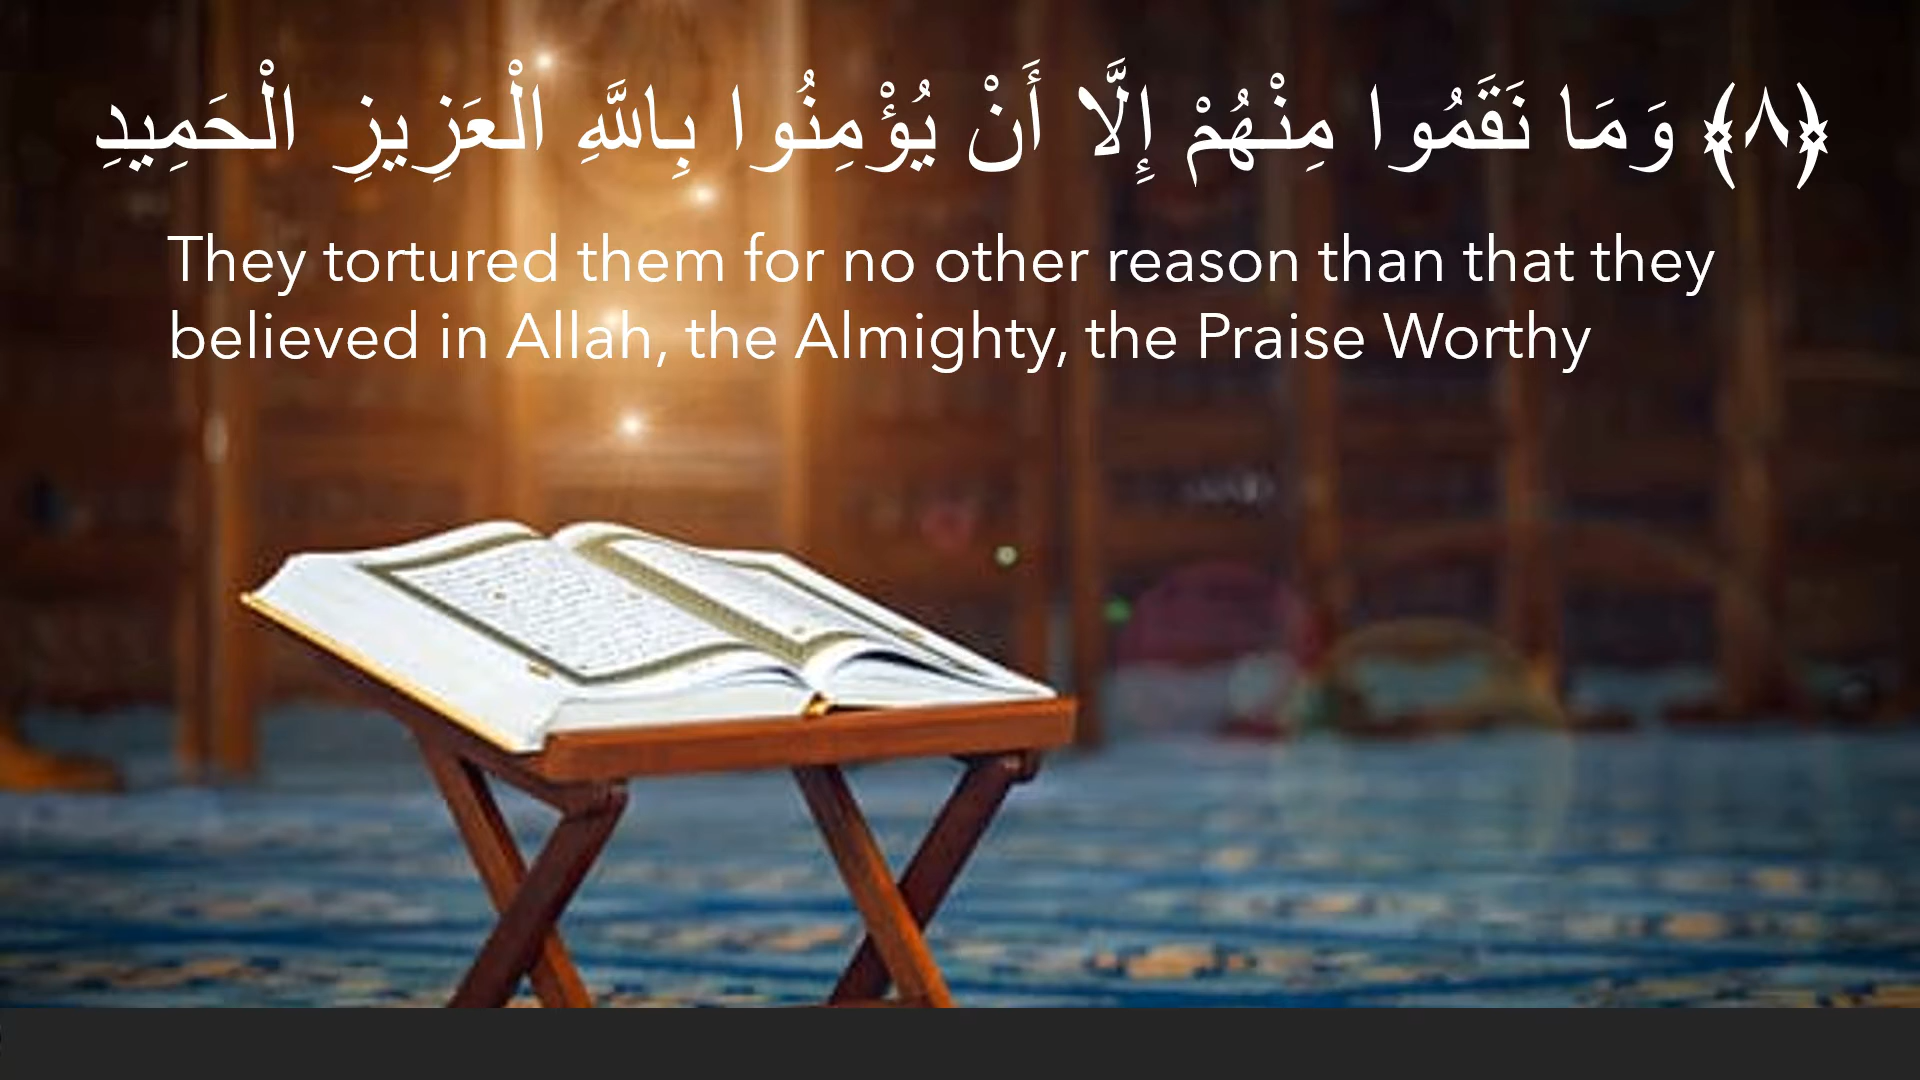 ﴿٨﴾ وَمَا نَقَمُوا مِنْهُمْ إِلَّا أَنْ يُؤْمِنُوا بِاللَّهِ الْعَزِيزِ الْحَمِيدِ
They tortured them for no other reason than that they
believed in Allah, the Almighty, the Praise Worthy